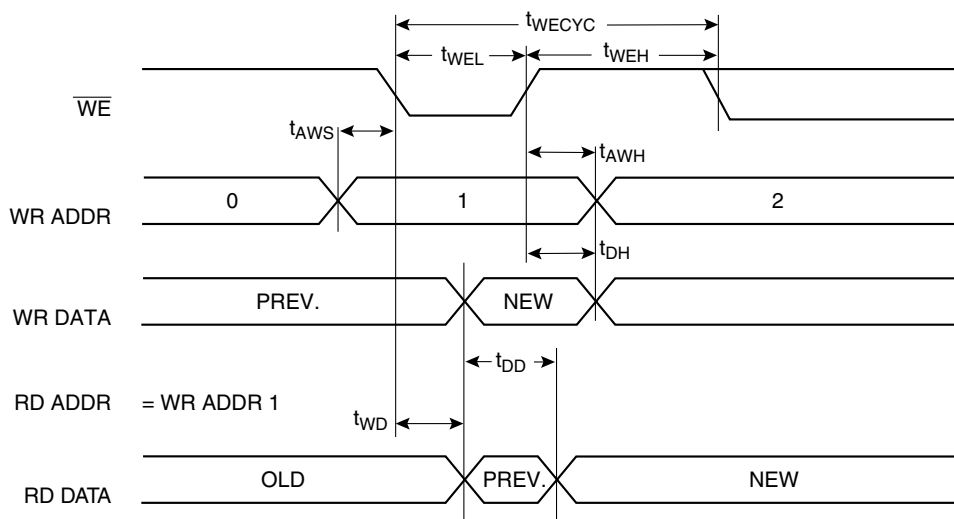 tWECYC
tWEL
tWEH
WE
tAWS
tAWH
WR ADDR
0
1
2
tDH
WR DATA
PREV.
NEW
tDD
RD ADDR = WR ADDR 1
tWD
RD DATA
OLD
PREV.
NEW